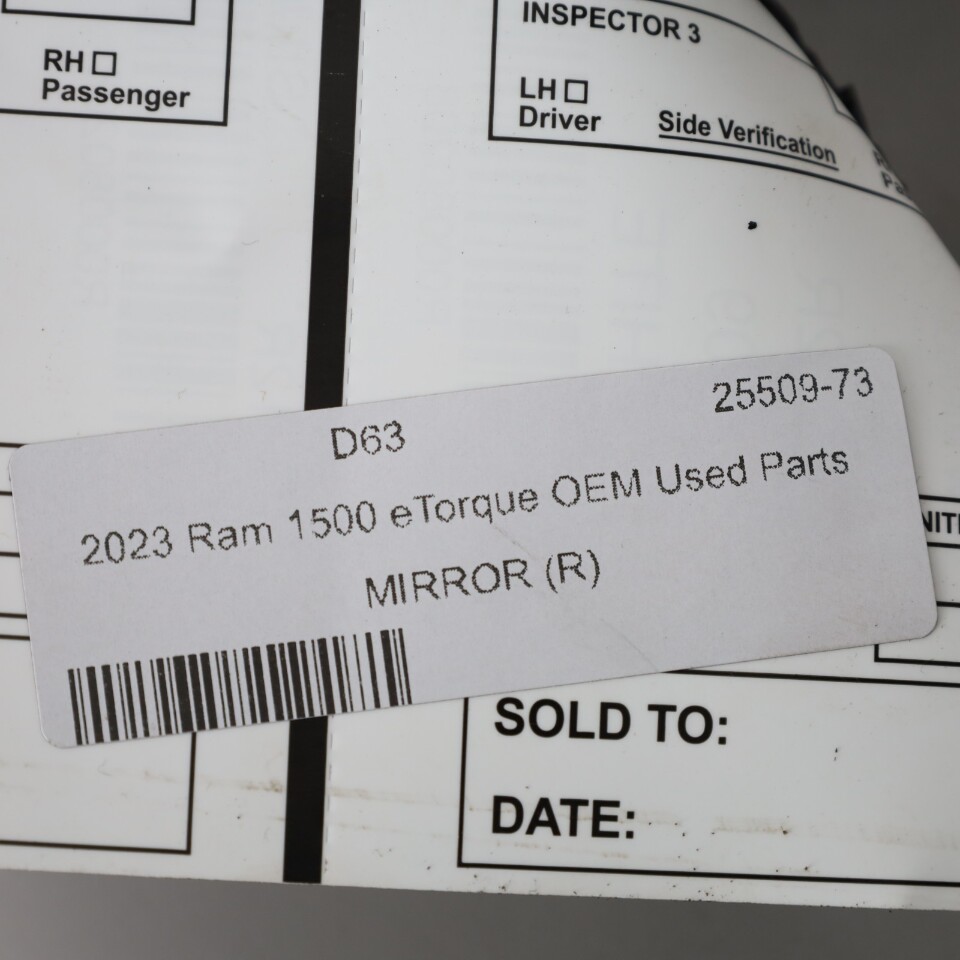 RH
Passenger
INSPECTOR 3
LH
Driver
Side Verification
D63
25509-73
2023 Ram 1500 eTorque OEM Used Parts
MIRROR (R)
SOLD TO:
DATE: